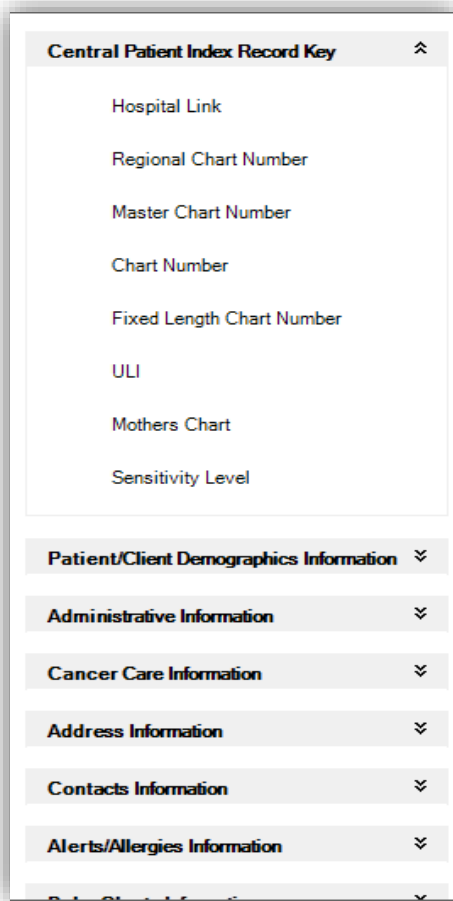 Central Patient Index Record Key
Hospital Link
Regional Chart Number
Master Chart Number
Chart Number
Fixed Length Chart Number
ULI
Mothers Chart
Sensitivity Level
Patient/Client Demographics Information
Administrative Information
Cancer Care Information
Address Information
Contacts Information
Alerts/Allergies Information